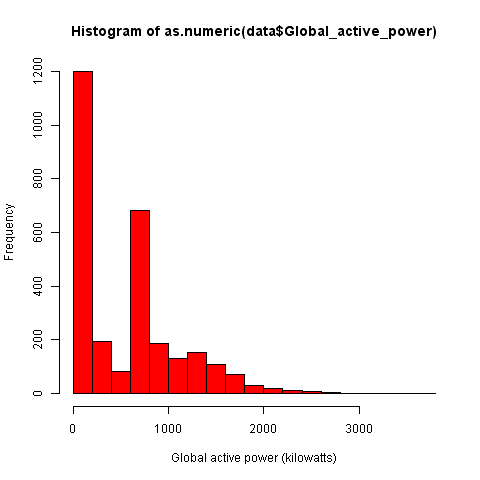 Histogram of as.numeric(data$Global_active_power)
Frequency
1200
1000
800
600
400
200
0
0 1000 2000 3000
Global active power (kilowatts)